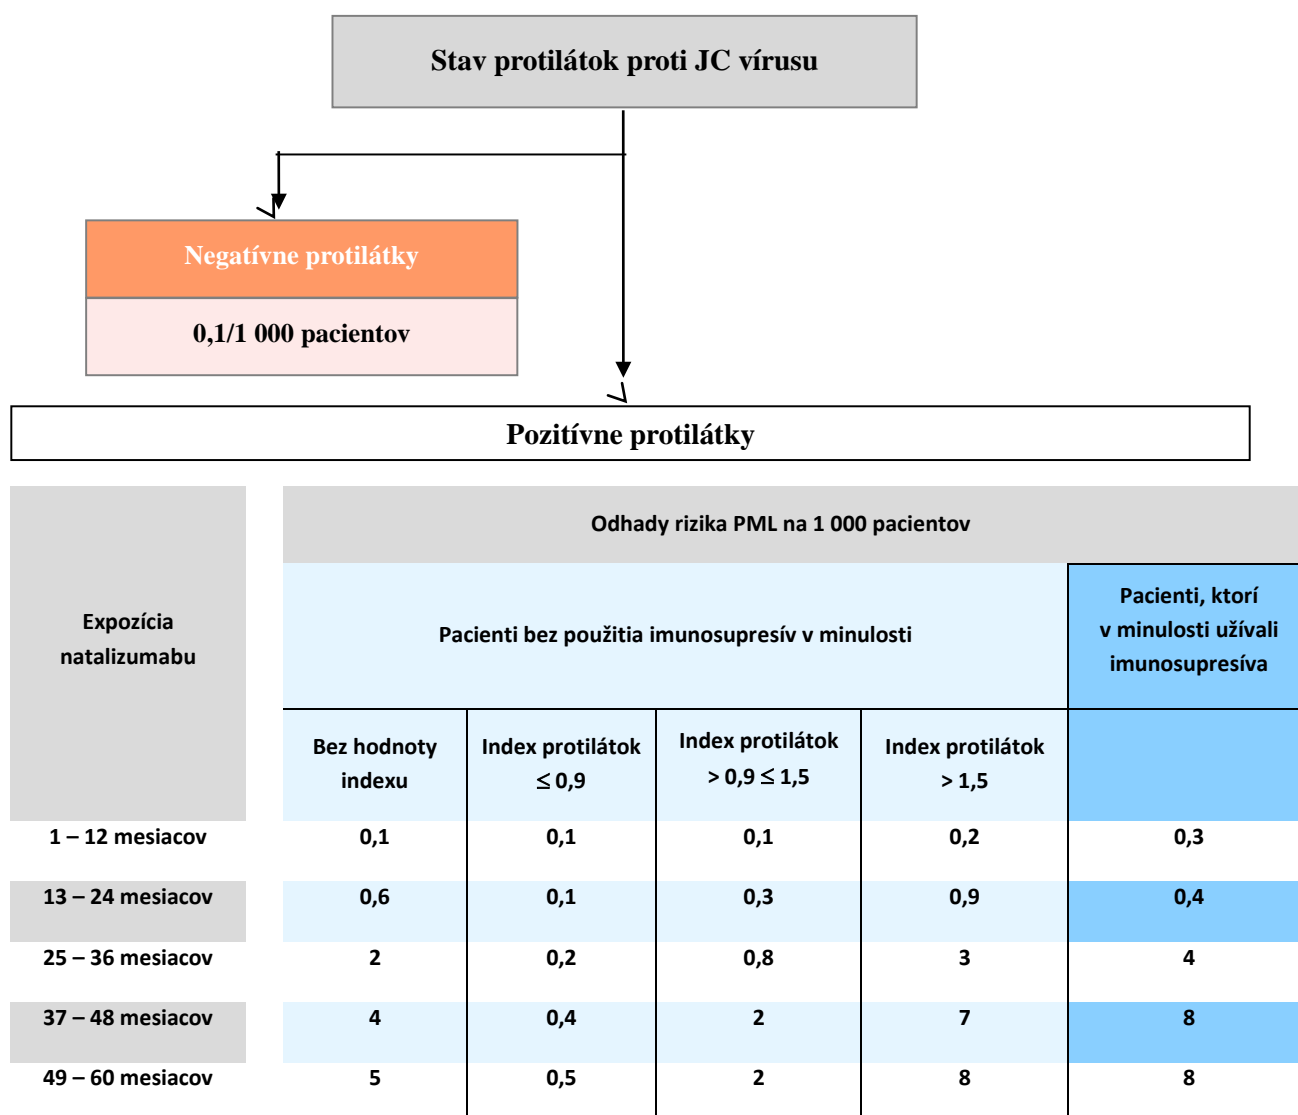 Stav protilátok proti JC vírusu
Negatívne protilátky
0,1/1 000 pacientov
Pozitívne protilátky
Expozícia
natalizumabu
Odhady rizika PML na 1 000 pacientov
Pacienti bez použitia imunosupresív v minulosti
Pacienti, ktorí
v minulosti užívali
imunosupresíva
Bez hodnoty
indexu
Index protilátok
≤ 0,9
Index protilátok
> 0,9 ≤ 1,5
Index protilátok
> 1,5
1 – 12 mesiacov 0,1 0,1 0,1 0,2 0,3
13 – 24 mesiacov 0,6 0,1 0,3 0,9 0,4
25 – 36 mesiacov 2 0,2 0,8 3 4
37 – 48 mesiacov 4 0,4 2 7 8
49 – 60 mesiacov 5 0,5 2 8 8